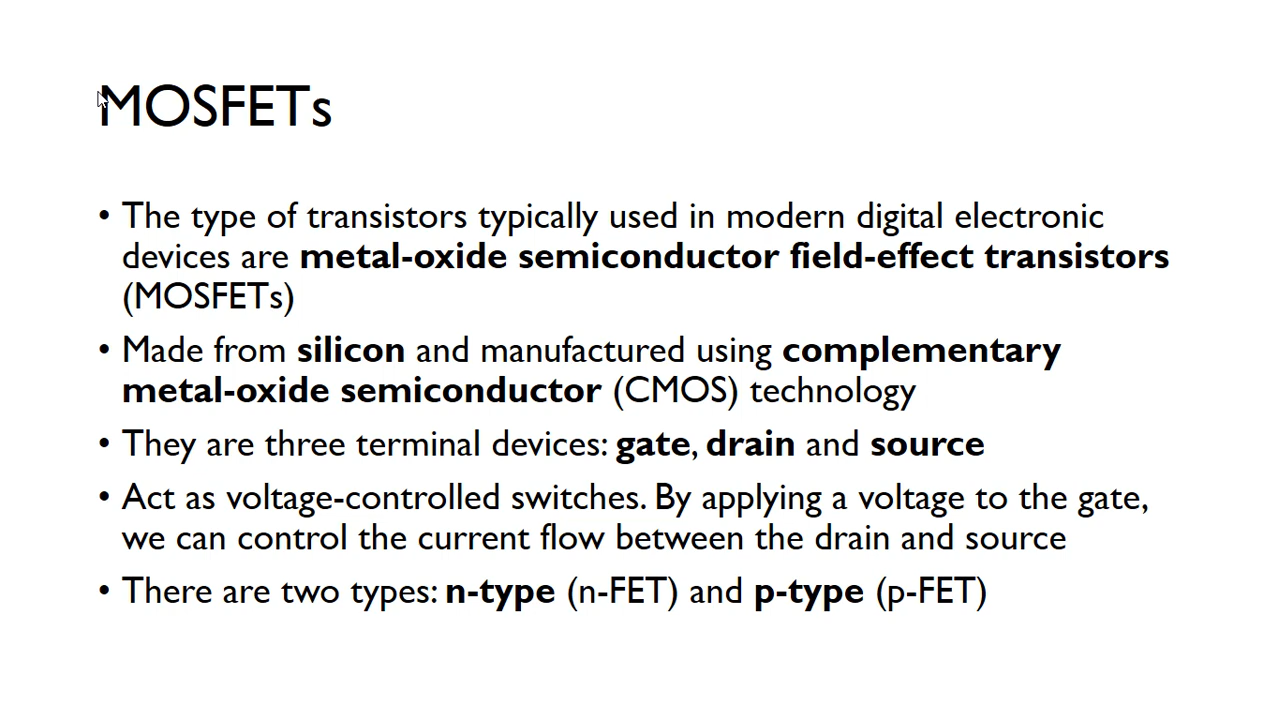 MOSFETs
• The type of transistors typically used in modern digital electronic
devices are metal-oxide semiconductor field-effect transistors
(MOSFETs)
• Made from silicon and manufactured using complementary
metal-oxide semiconductor (CMOS) technology
• They are three terminal devices: gate, drain and source
• Act as voltage-controlled switches. By applying a voltage to the gate,
we can control the current flow between the drain and source
• There are two types: n-type (n-FET) and p-type (p-FET)